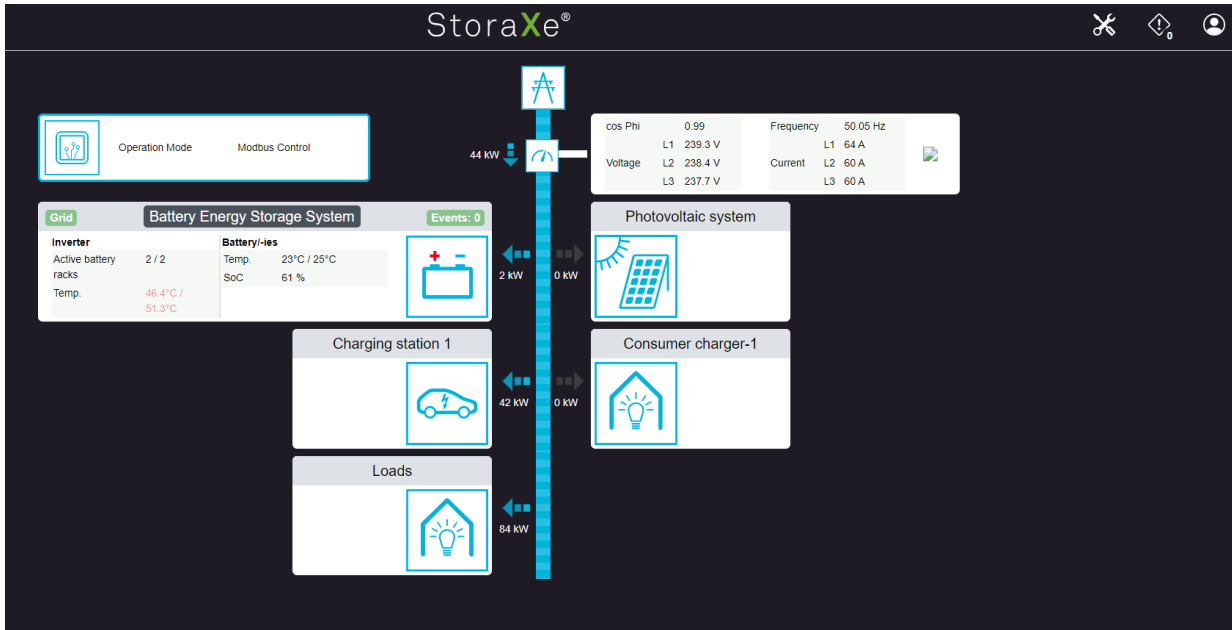 StoraXe®
0
Operation Mode Modbus Control
44 kW
cos Phi 0.99 Frequency 50.05 Hz
L1 239.3 V L1 64 A
Voltage L2 238.4 V Current L2 60 A
L3 237.7 V L3 60 A
Grid Battery Energy Storage System Events: 0
Inverter Battery/-ies
Active battery racks 2 / 2 Temp. 23°C / 25°C
SoC 61 %
Temp. 46.4°C /
51.3°C
+ -
2 kW
Photovoltaic system
0 kW
Charging station 1
42 kW
Consumer charger-1
0 kW
Loads
84 kW